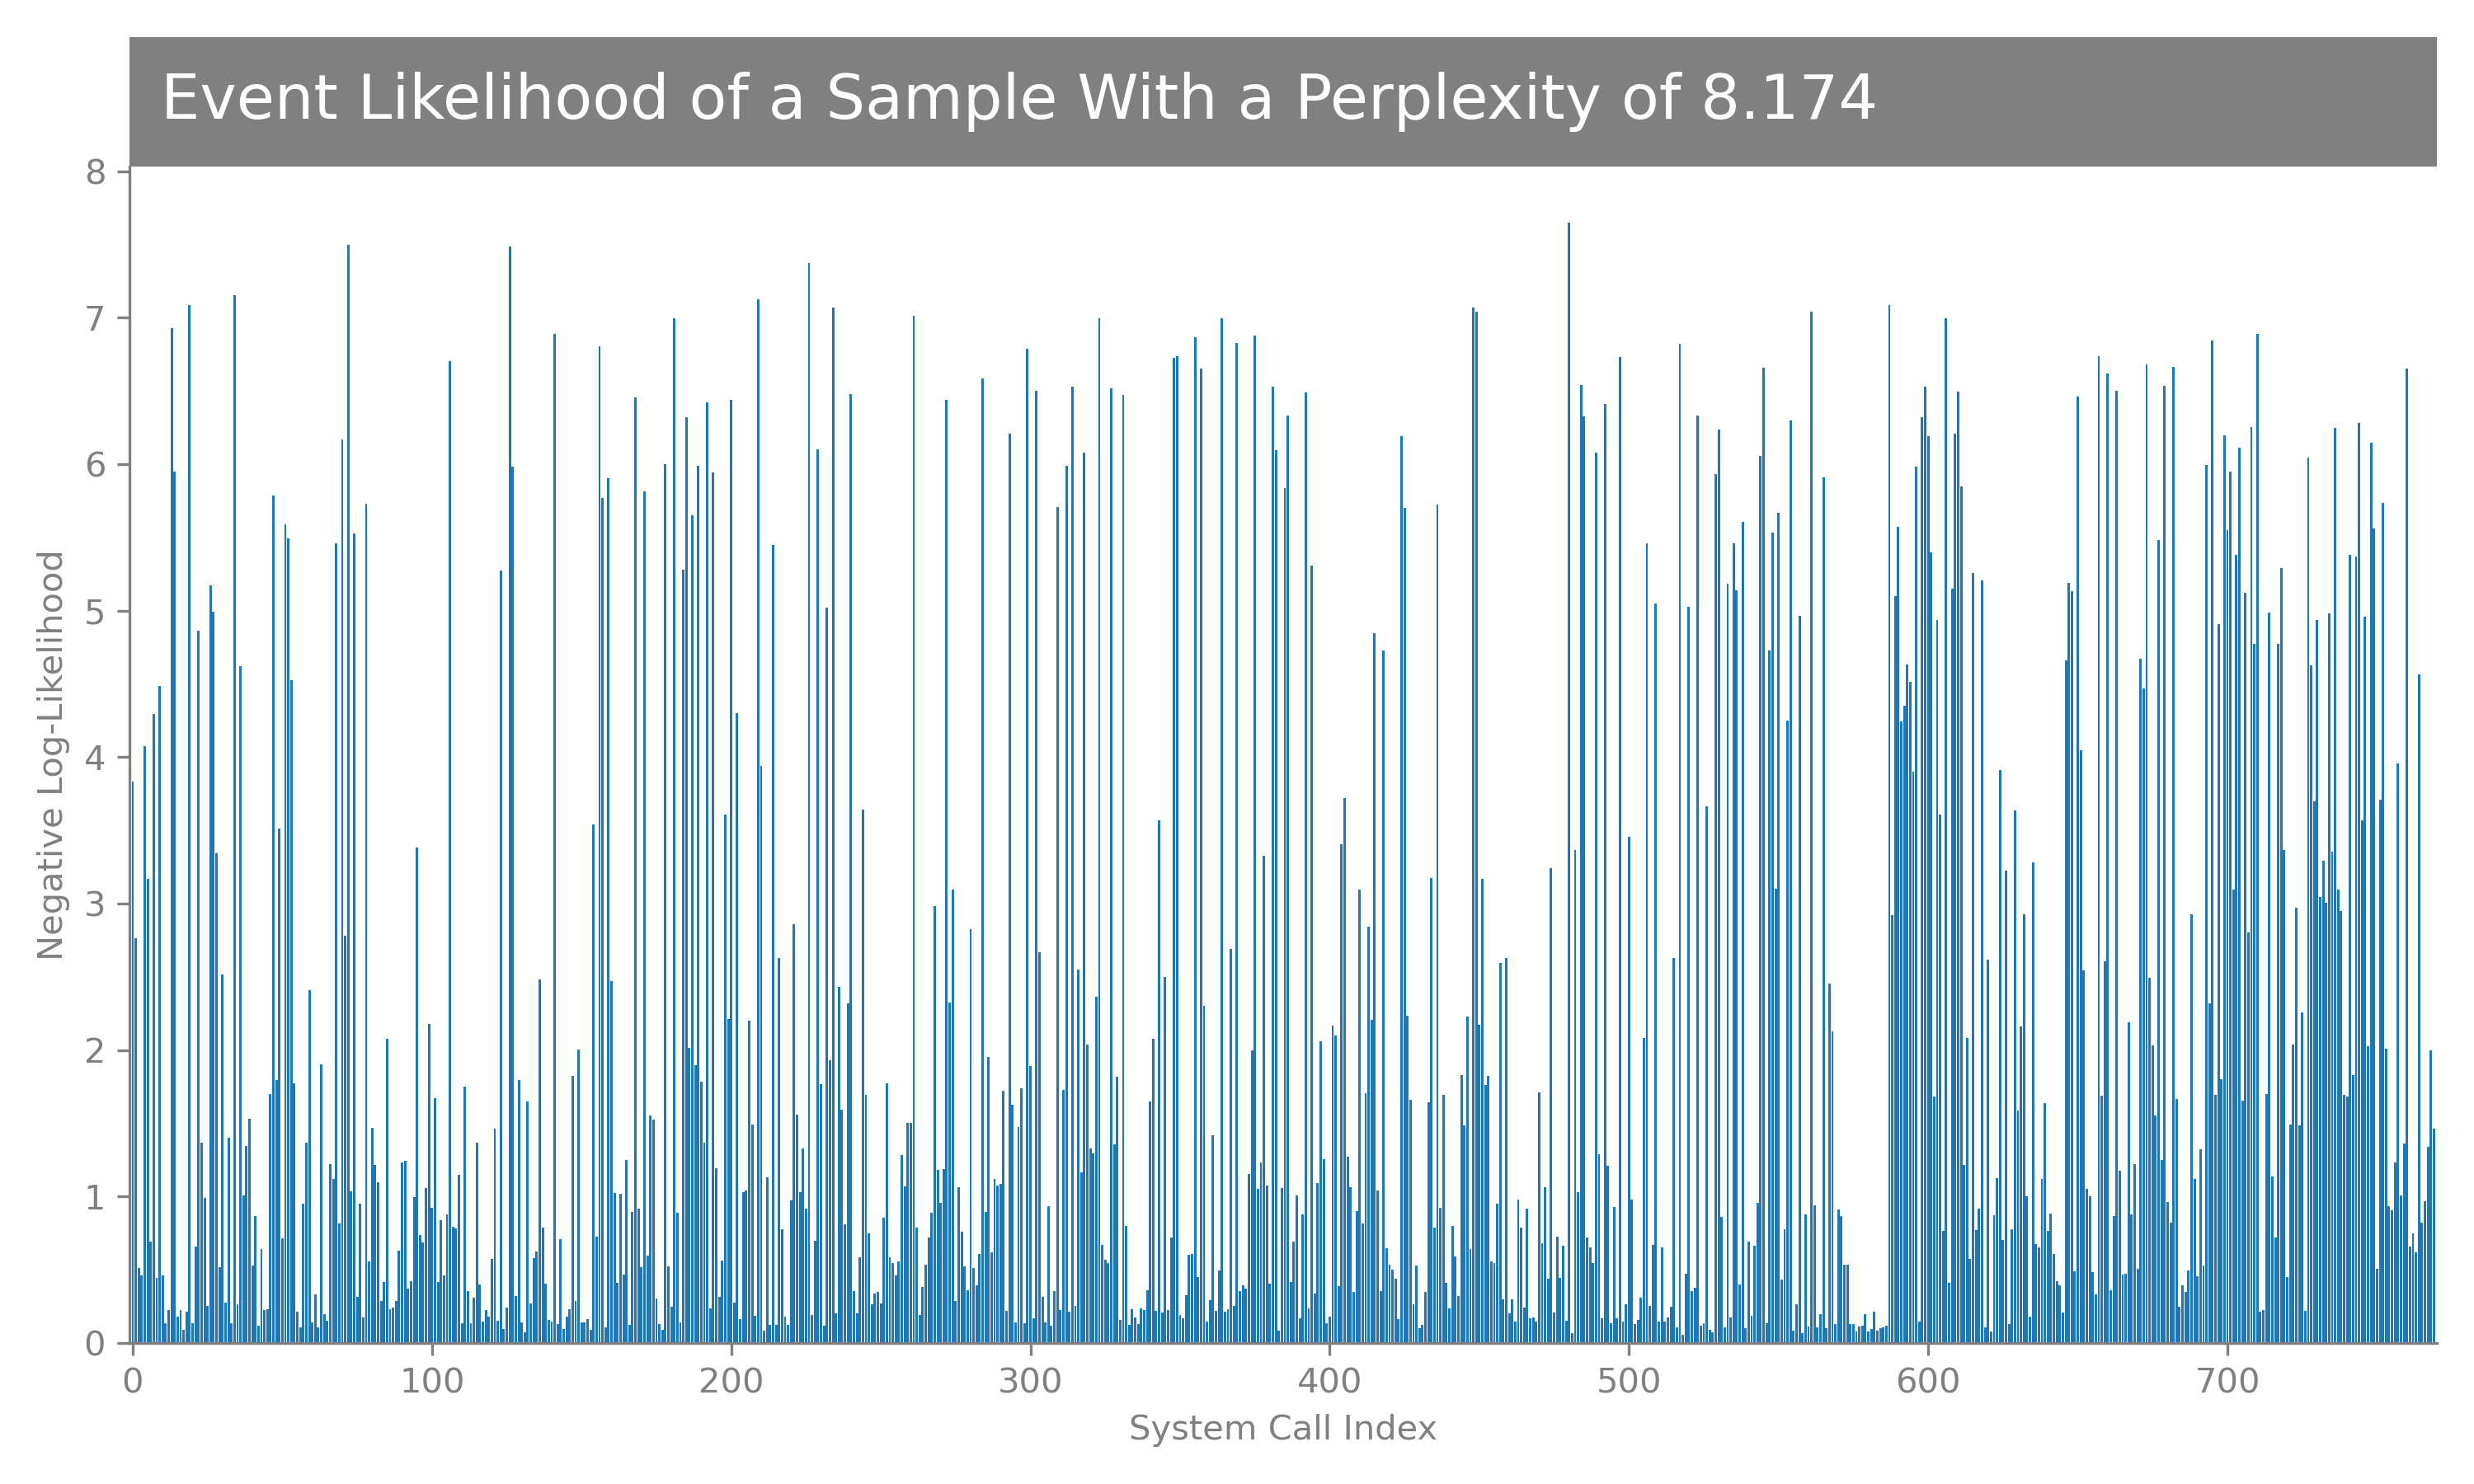 Event Likelihood of a Sample With a Perplexity of 8.174
8
7
6
5
4
3
2
1
0
Negative Log-Likelihood
0 100 200 300 400 500 600 700
System Call Index